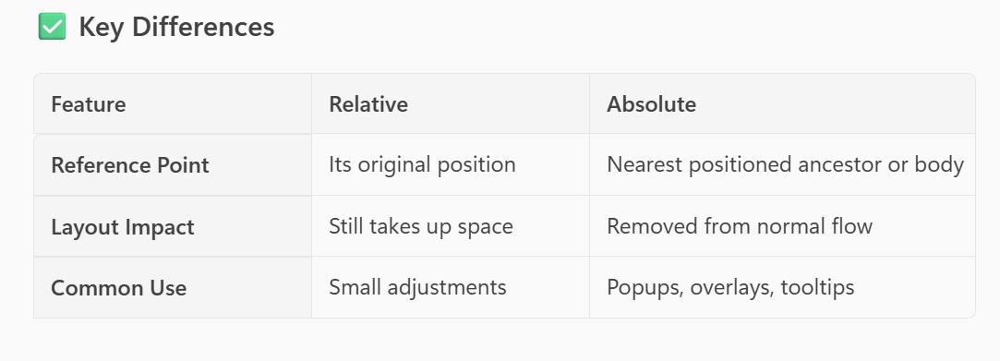 ✅ Key Differences
Feature Relative Absolute
Reference Point Its original position Nearest positioned ancestor or body
Layout Impact Still takes up space Removed from normal flow
Common Use Small adjustments Popups, overlays, tooltips